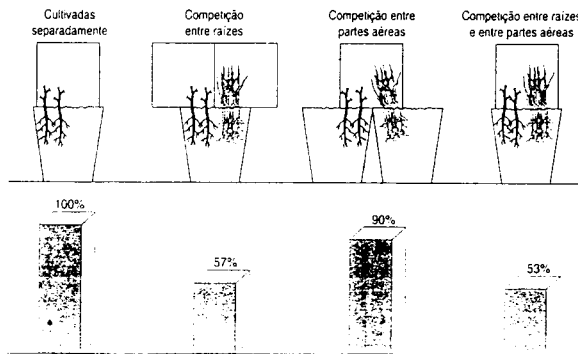 Cultivadas
separadamente
Competição
entre raízes
Competição entre
partes aéreas
Competição entre raízes
e entre partes aéreas
100%
57%
90%
53%